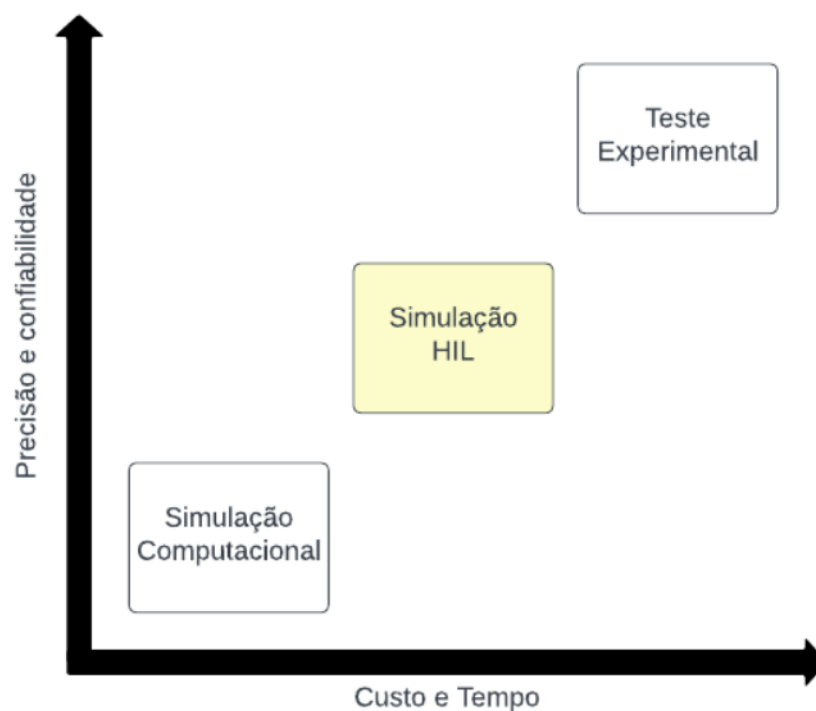 Teste
Experimental
Precisão e confiabilidade
Simulação
HIL
Simulação
Computacional
Custo e Tempo